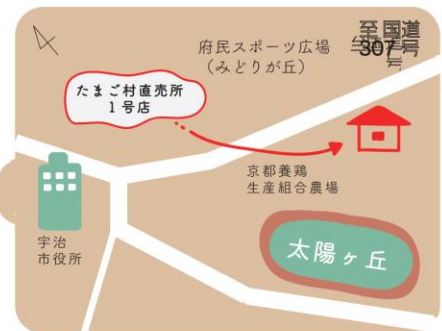 至国道
307号
府民スポーツ広場
（みどりが丘）
たまご村直売所
１号店
京都養鶏
生産組合農場
宇治
市役所
太陽ヶ丘